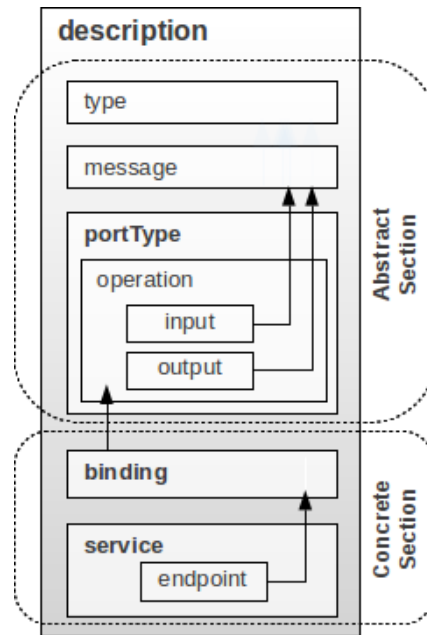 description
type
message
portType
operation
input
output
binding
service
endpoint
Abstract
Section
Concrete
Section